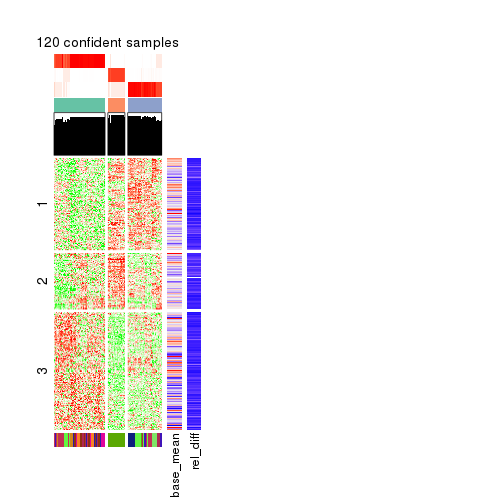 120 confident samples
1
2
3
base_mean
rel_diff